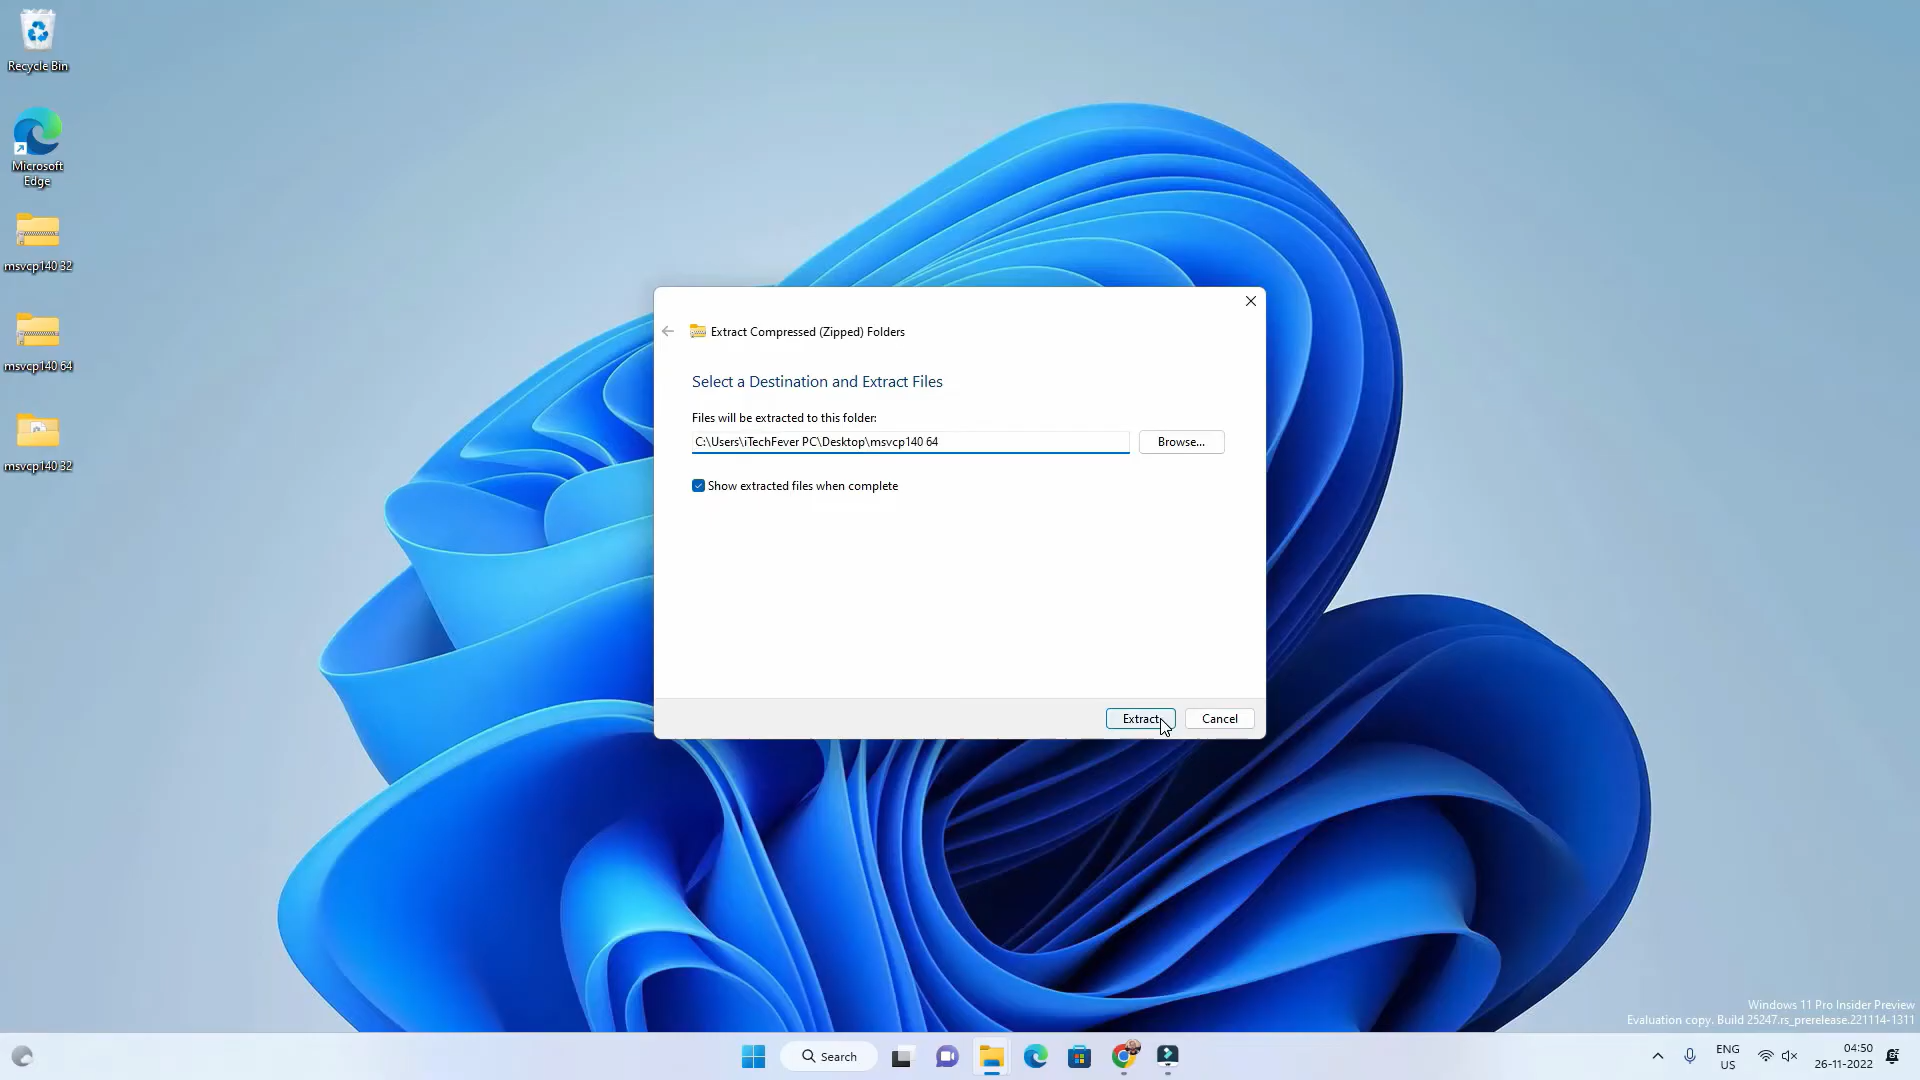 Recycle Bin
Microsoft
Edge
msvcp140 32
msvcp140 64
msvcp140 32
Extract Compressed (Zipped) Folders
Select a Destination and Extract Files
Files will be extracted to this folder:
C:\Users\iTechFever PC\Desktop\msvcp140 64
Browse...
Show extracted files when complete
Extract
Cancel
Windows 11 Pro Insider Preview
Evaluation copy. Build 25247.rs_prerelease.221114-1311
Search
ENG
US
04:50
26-11-2022